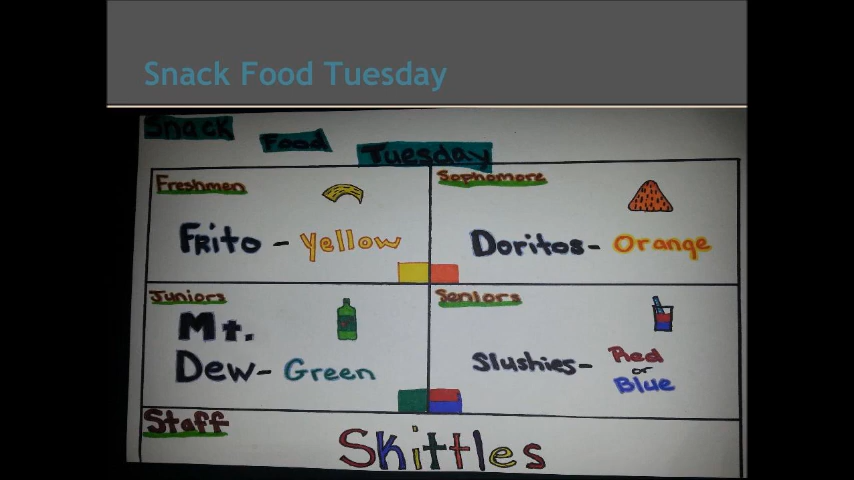 Snack Food Tuesday
Snack Food Tuesday
Freshmen
Frito - Yellow
Sophomore
Doritos- Orange
Juniors
Mt.
Dew- Green
Seniors
Slushies- Red
or
Blue
Staff
Skittles